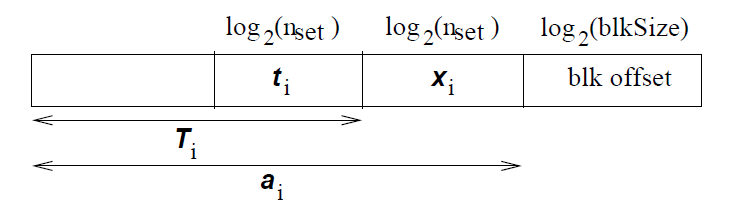 log₂(nₛₑₜ) log₂(nₛₑₜ) log₂(blkSize)
tᵢ xᵢ blk offset
Tᵢ
aᵢ